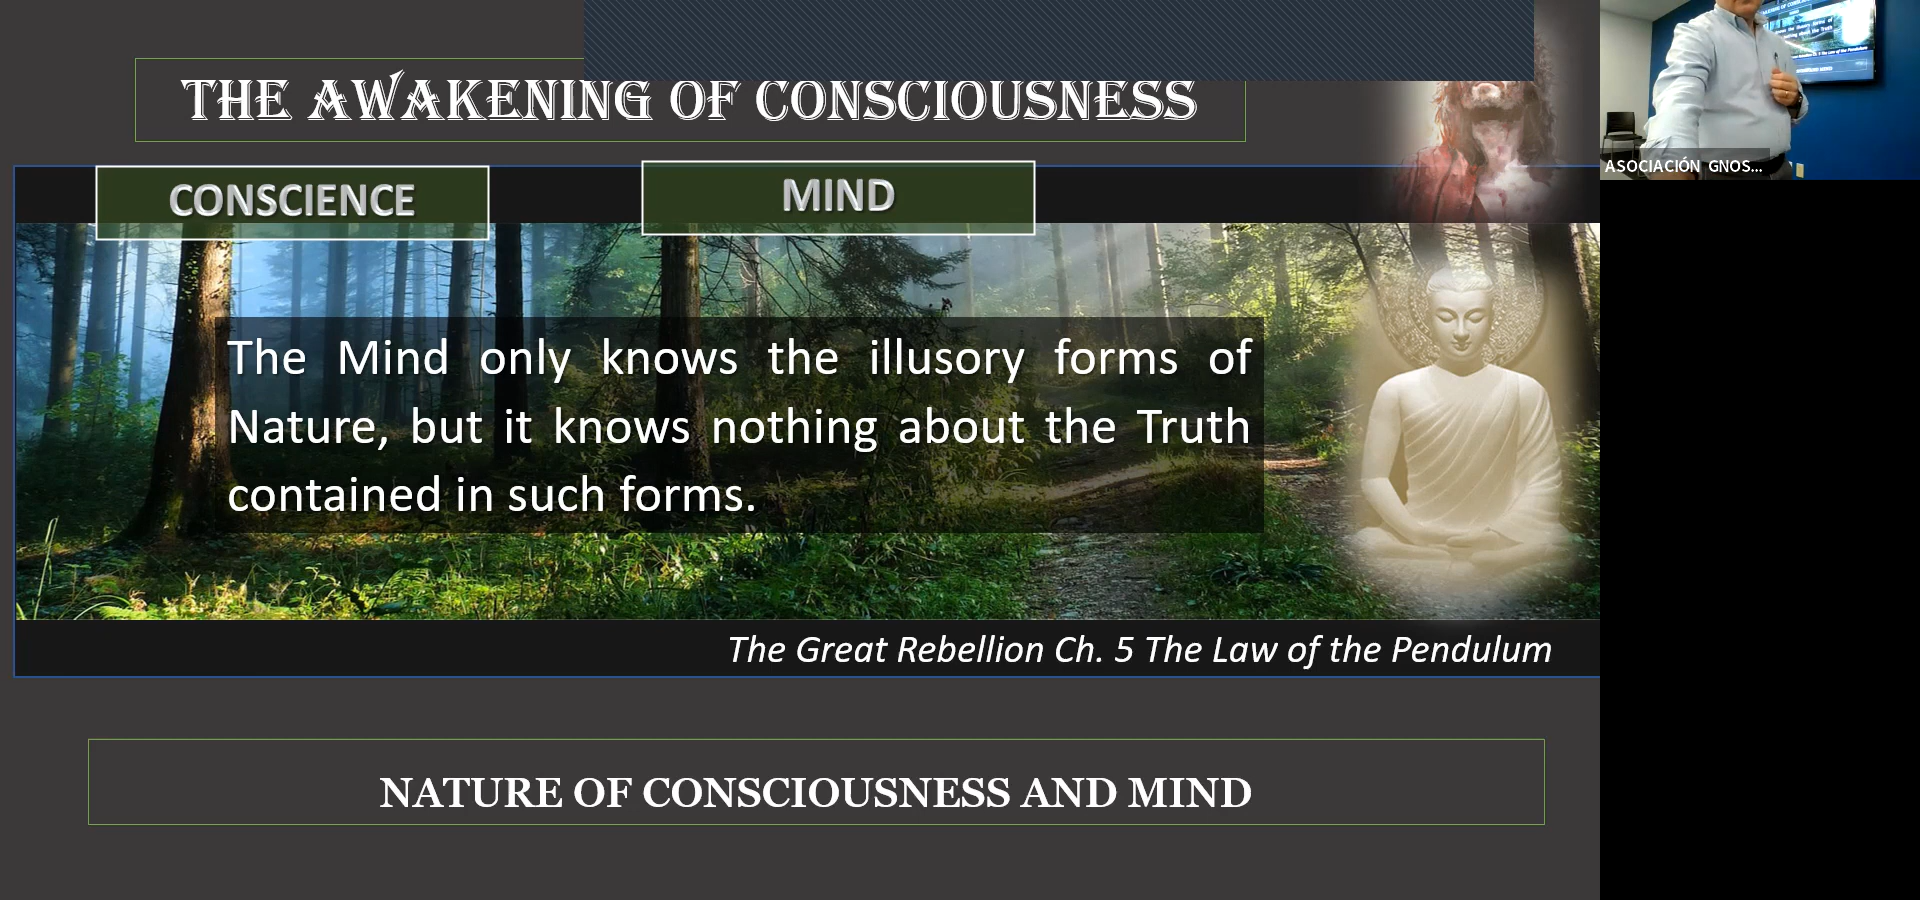 THE AWAKENING OF CONSCIOUSNESS
CONSCIENCE
MIND
The Mind only knows the illusory forms of
Nature, but it knows nothing about the Truth
contained in such forms.
The Great Rebellion Ch. 5 The Law of the Pendulum
NATURE OF CONSCIOUSNESS AND MIND
ASOCIACIÓN GNOS...